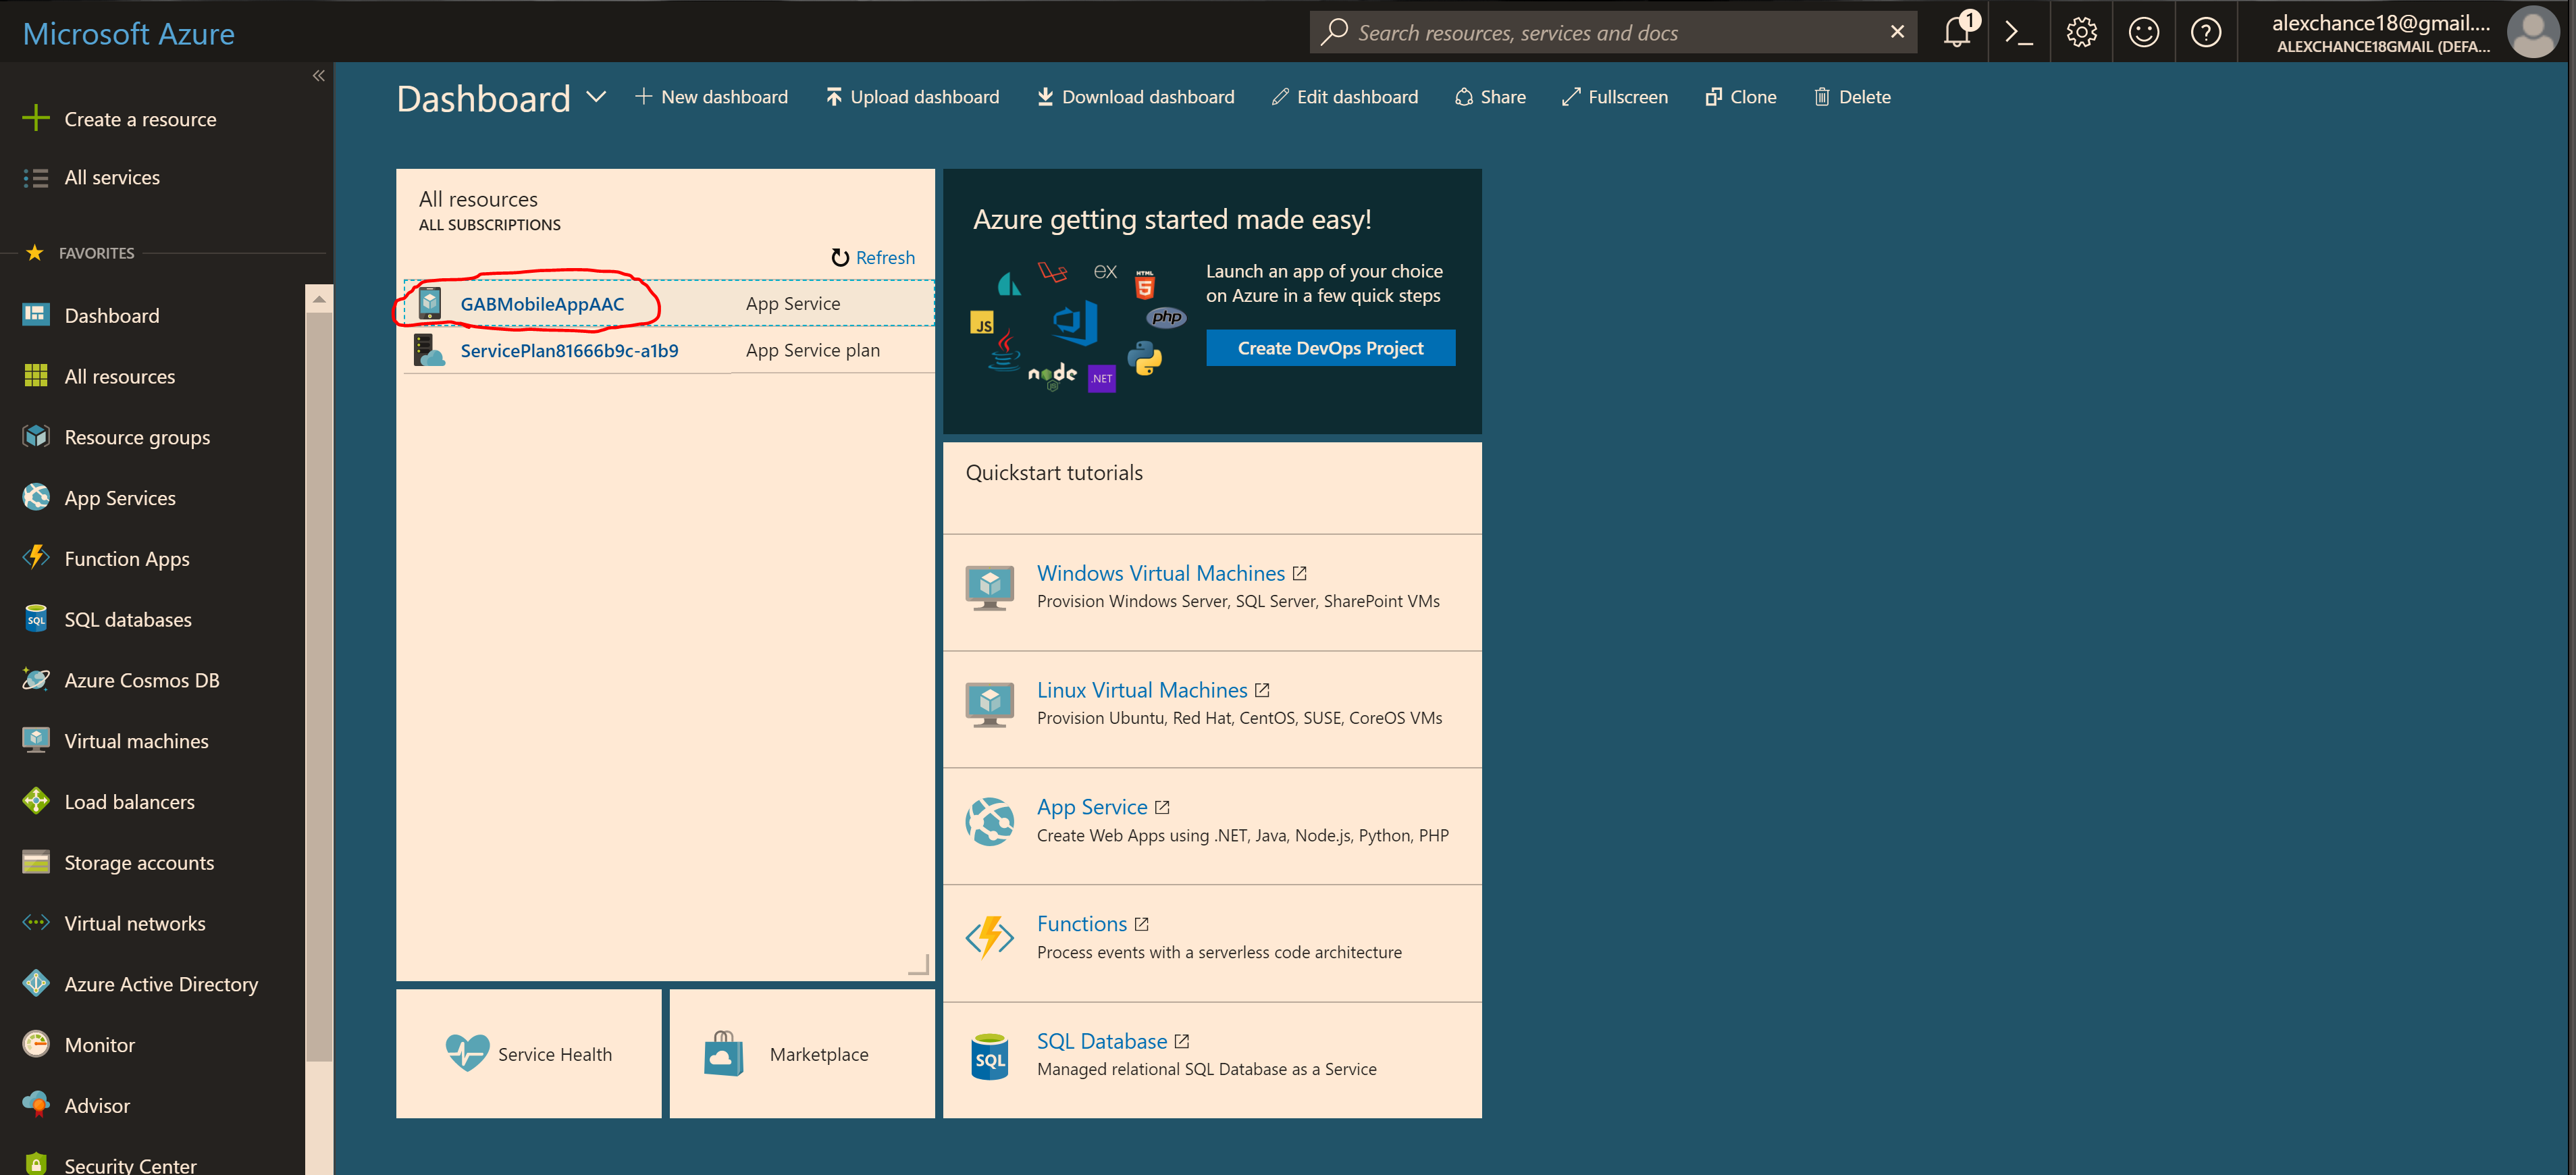 Microsoft Azure
Search resources, services and docs
1
alexchance18@gmail....
ALEXCHANCE18GMAIL (DEFA...
Create a resource
All services
FAVORITES
Dashboard
All resources
Resource groups
App Services
Function Apps
SQL
SQL databases
Azure Cosmos DB
Virtual machines
Load balancers
Storage accounts
Virtual networks
Azure Active Directory
Monitor
Advisor
Security Center
Dashboard
New dashboard
Upload dashboard
Download dashboard
Edit dashboard
Share
Fullscreen
Clone
Delete
All resources
ALL SUBSCRIPTIONS
Refresh
GABMobileAppAAC App Service
ServicePlan81666b9c-a1b9 App Service plan
Service Health
Marketplace
Azure getting started made easy!
ex
HTML
5
JS
php
node
JS
.NET
Launch an app of your choice
on Azure in a few quick steps
Create DevOps Project
Quickstart tutorials
Windows Virtual Machines
Provision Windows Server, SQL Server, SharePoint VMs
Linux Virtual Machines
Provision Ubuntu, Red Hat, CentOS, SUSE, CoreOS VMs
App Service
Create Web Apps using .NET, Java, Node.js, Python, PHP
Functions
Process events with a serverless code architecture
SQL
SQL Database
Managed relational SQL Database as a Service